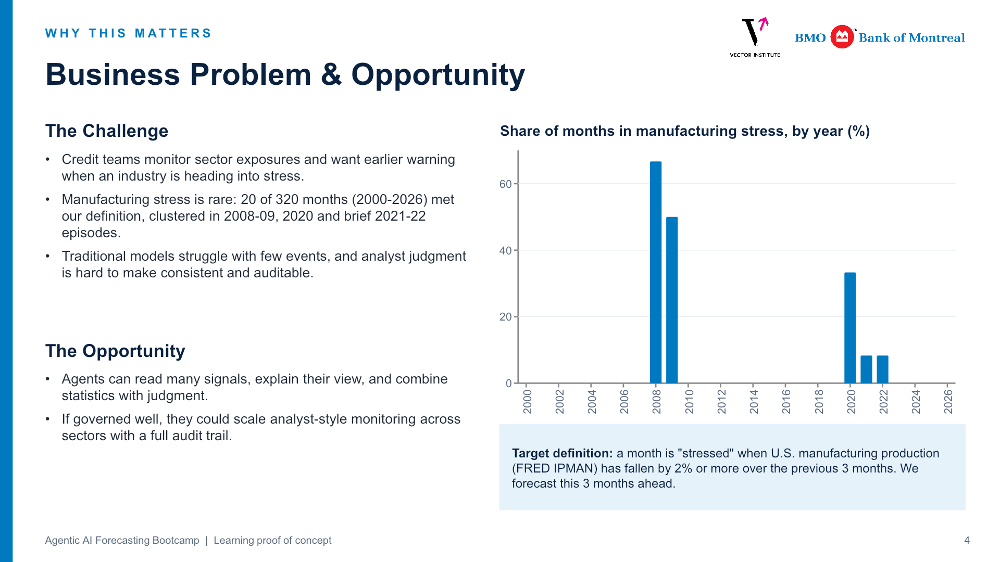 WHY THIS MATTERS
VECTOR INSTITUTE
BMO ® Bank of Montreal
Business Problem & Opportunity
The Challenge
• Credit teams monitor sector exposures and want earlier warning
when an industry is heading into stress.
• Manufacturing stress is rare: 20 of 320 months (2000-2026) met
our definition, clustered in 2008-09, 2020 and brief 2021-22
episodes.
• Traditional models struggle with few events, and analyst judgment
is hard to make consistent and auditable.
The Opportunity
• Agents can read many signals, explain their view, and combine
statistics with judgment.
• If governed well, they could scale analyst-style monitoring across
sectors with a full audit trail.
Share of months in manufacturing stress, by year (%)
60
40
20
0
2000 2002 2004 2006 2008 2010 2012 2014 2016 2018 2020 2022 2024 2026
Target definition: a month is "stressed" when U.S. manufacturing production
(FRED IPMAN) has fallen by 2% or more over the previous 3 months. We
forecast this 3 months ahead.
Agentic AI Forecasting Bootcamp | Learning proof of concept
4